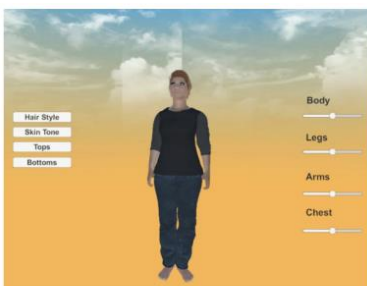 Hair Style
Skin Tone
Tops
Bottoms
Body
Legs
Arms
Chest